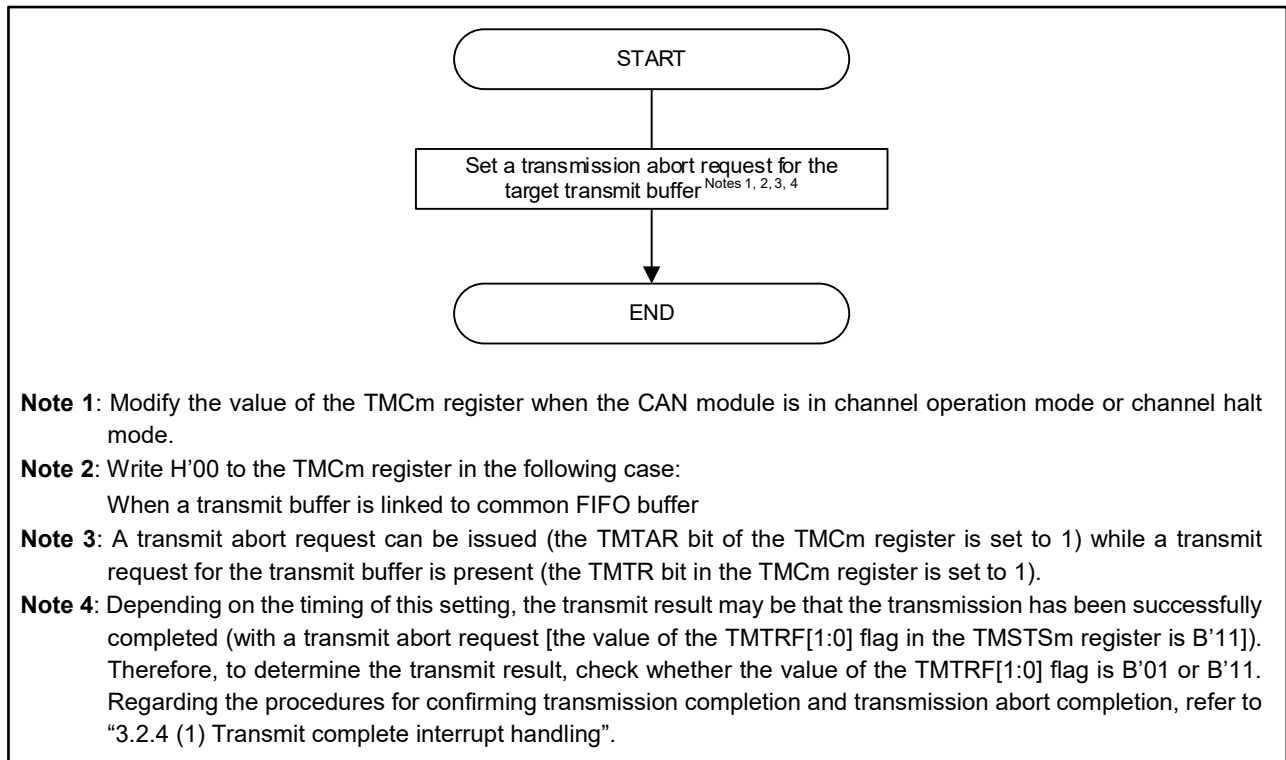 START
Set a transmission abort request for the
target transmit buffer Notes 1, 2, 3, 4
END
Note 1: Modify the value of the TMCm register when the CAN module is in channel operation mode or channel halt
mode.
Note 2: Write H’00 to the TMCm register in the following case:
When a transmit buffer is linked to common FIFO buffer
Note 3: A transmit abort request can be issued (the TMTAR bit of the TMCm register is set to 1) while a transmit
request for the transmit buffer is present (the TMTR bit in the TMCm register is set to 1).
Note 4: Depending on the timing of this setting, the transmit result may be that the transmission has been successfully
completed (with a transmit abort request [the value of the TMTRF[1:0] flag in the TMSTSm register is B’11]).
Therefore, to determine the transmit result, check whether the value of the TMTRF[1:0] flag is B’01 or B’11.
Regarding the procedures for confirming transmission completion and transmission abort completion, refer to
“3.2.4 (1) Transmit complete interrupt handling”.